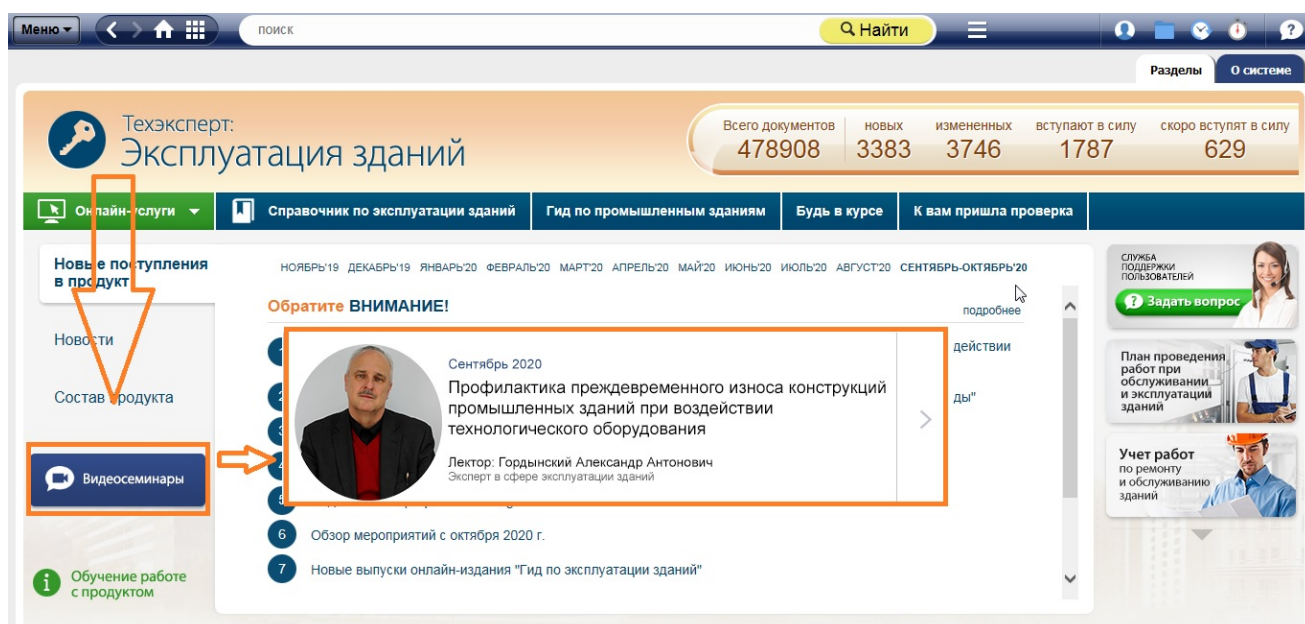 Меню
поиск
Найти
Разделы
О системе
Техэксперт:
Эксплуатация зданий
Всего документов новых измененных вступают в силу скоро вступят в силу
478908 3383 3746 1787 629
Онлайн-услуги
Справочник по эксплуатации зданий
Гид по промышленным зданиям
Будь в курсе
К вам пришла проверка
Новые поступления
в продукт
Новости
Состав продукта
Видеосеминары
Обучение работе
с продуктом
НОЯБРЬ'19 ДЕКАБРЬ'19 ЯНВАРЬ'20 ФЕВРАЛЬ'20 МАРТ'20 АПРЕЛЬ'20 МАЙ'20 ИЮНЬ'20 ИЮЛЬ'20 АВГУСТ'20 СЕНТЯБРЬ-ОКТЯБРЬ'20
Обратите ВНИМАНИЕ!
подробнее
действии
ды"
Сентябрь 2020
Профилактика преждевременного износа конструкций
промышленных зданий при воздействии
технологического оборудования
Лектор: Гордынский Александр Антонович
Эксперт в сфере эксплуатации зданий
6 Обзор мероприятий с октября 2020 г.
7 Новые выпуски онлайн-издания "Гид по эксплуатации зданий"
СЛУЖБА
ПОДДЕРЖКИ
ПОЛЬЗОВАТЕЛЕЙ
Задать вопрос
План проведения
работ при
обслуживании
и эксплуатации
зданий
Учет работ
по ремонту
и обслуживанию
зданий